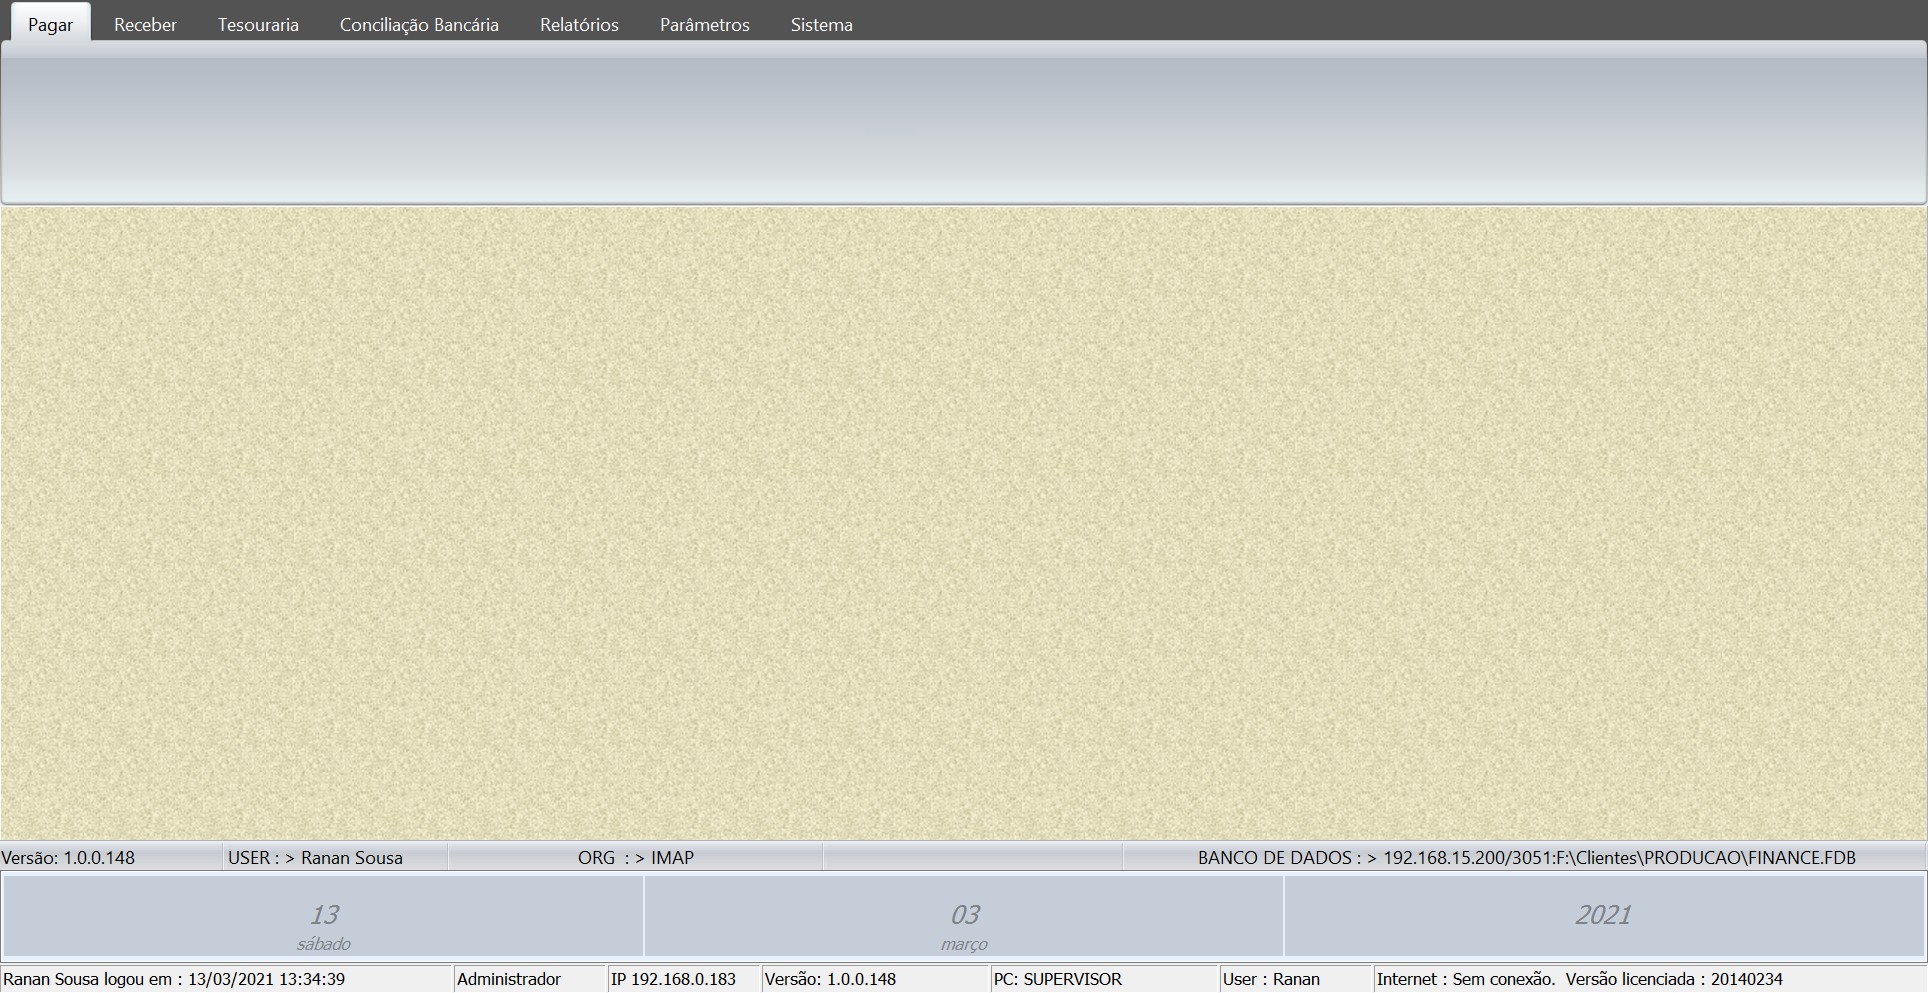 Pagar Receber Tesouraria Conciliação Bancária Relatórios Parâmetros Sistema
Versão: 1.0.0.148 USER : > Ranan Sousa ORG : > IMAP BANCO DE DADOS : > 192.168.15.200/3051:F:\Clientes\PRODUCAO\FINANCE.FDB
13 03 2021
sábado março
Ranan Sousa logou em : 13/03/2021 13:34:39 Administrador IP 192.168.0.183 Versão: 1.0.0.148 PC: SUPERVISOR User : Ranan Internet : Sem conexão. Versão licenciada : 20140234